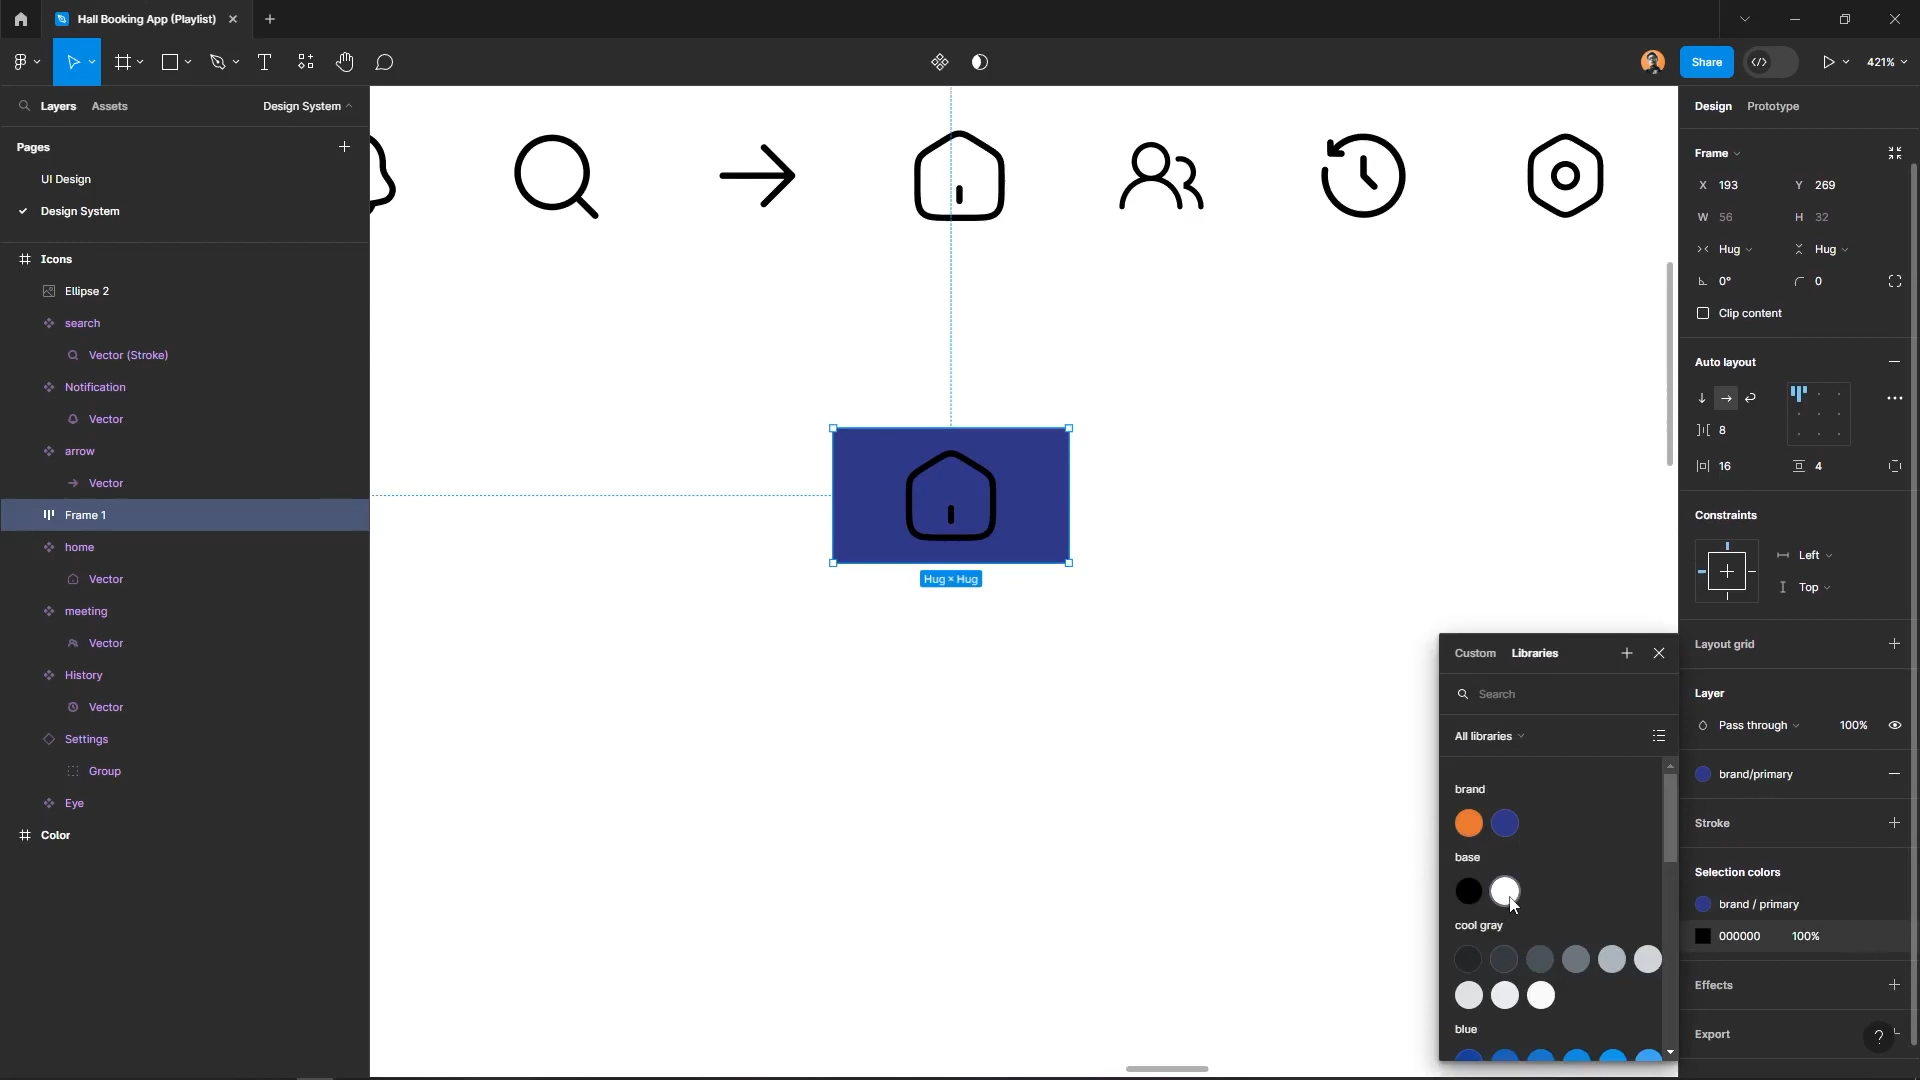 Hall Booking App (Playlist)
Share
421%
Layers
Assets
Design System
Design
Prototype
Pages
UI Design
Design System
Icons
Ellipse 2
search
Vector (Stroke)
Notification
Vector
arrow
Vector
Frame 1
home
Vector
meeting
Vector
History
Vector
Settings
Group
Eye
Color
Hug × Hug
Custom
Libraries
Search
All libraries
brand
base
cool gray
blue
Frame
X 193
Y 269
W 56
H 32
Hug
Hug
0°
0
Clip content
Auto layout
8
16
4
Constraints
Left
Top
Layout grid
Layer
Pass through
100%
brand/primary
Stroke
Selection colors
brand / primary
000000
100%
Effects
Export
?